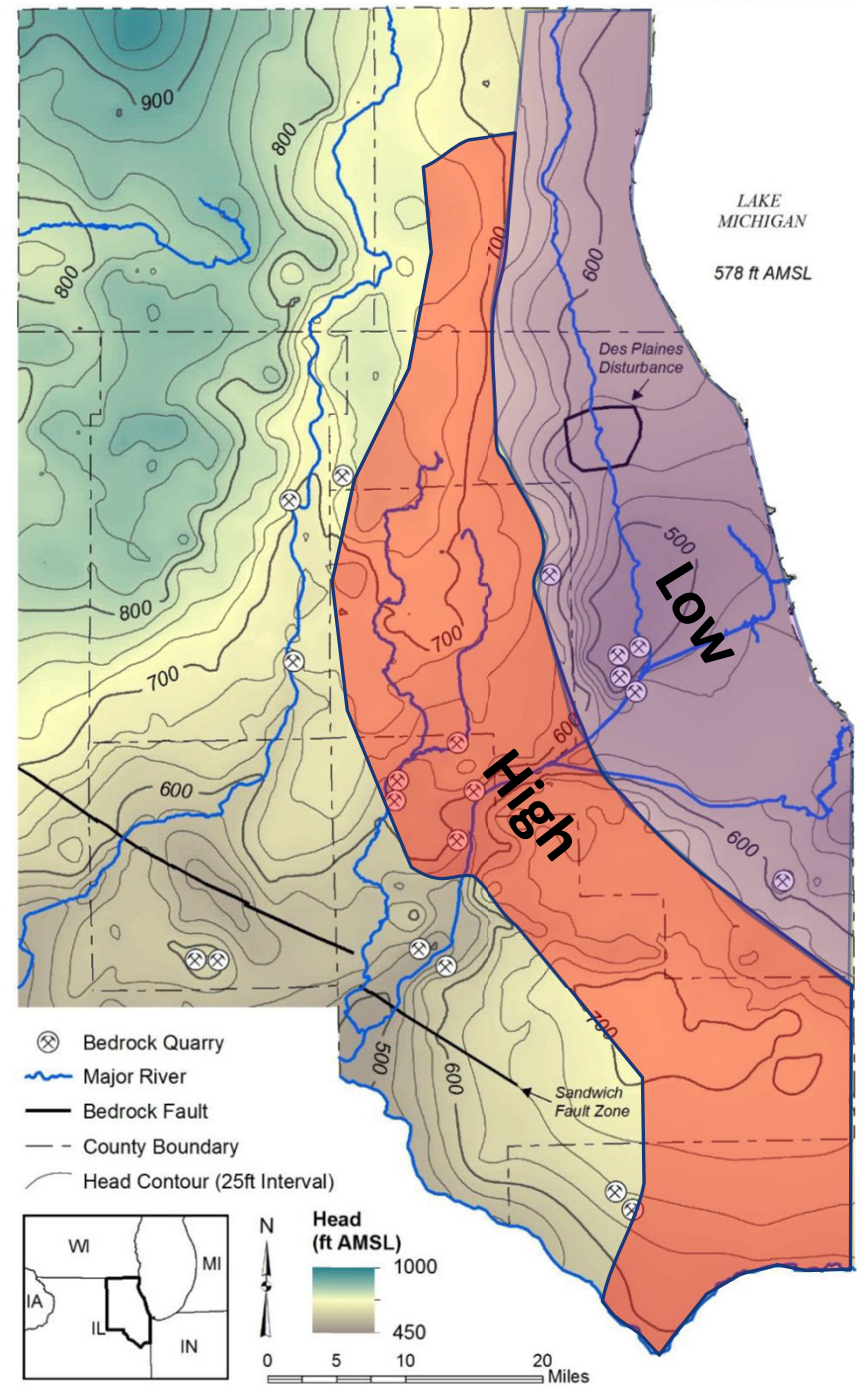 900
800
700
LAKE
MICHIGAN
578 ft AMSL
600
800
Des Plaines
Disturbance
500
Low
800
700
700
600
High
600
600
700
500
600
Sandwich
Fault Zone
Bedrock Quarry
Major River
Bedrock Fault
County Boundary
Head Contour (25ft Interval)
WI
MI
IA
IL
IN
N
Head
(ft AMSL)
1000
450
0
5
10
20
Miles